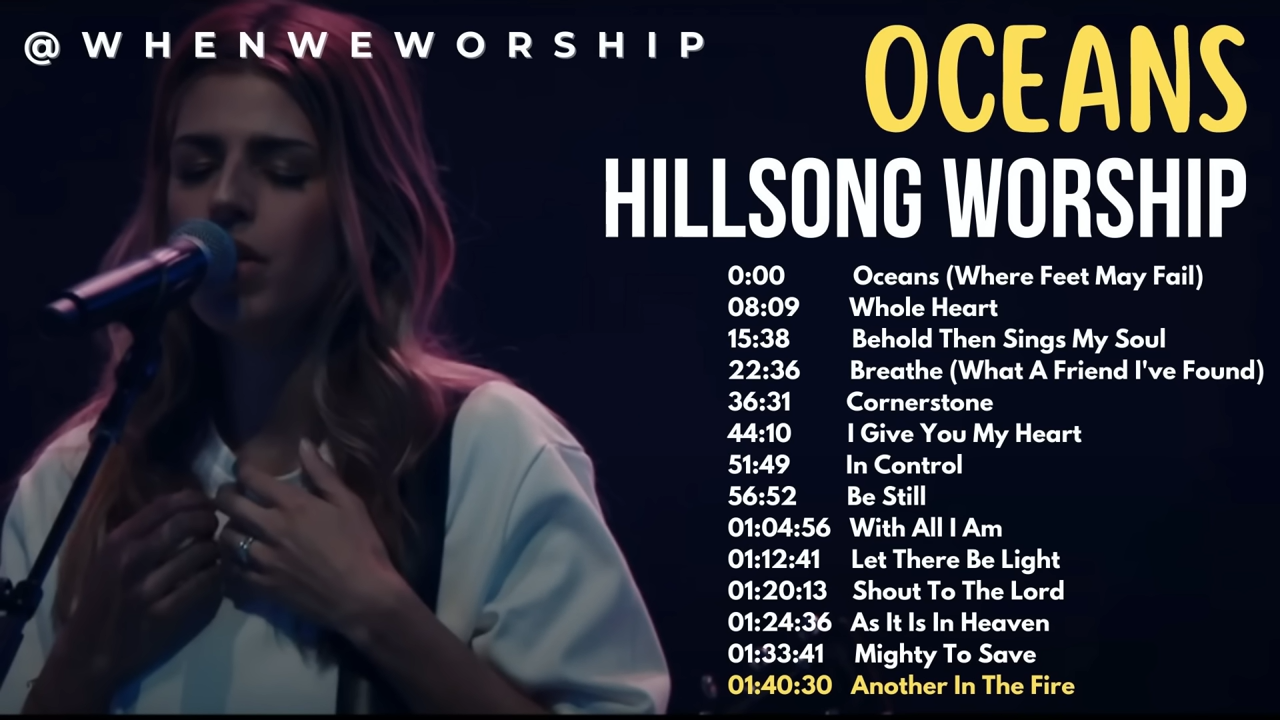 @WHENWEWORSHIP
OCEANS
HILLSONG WORSHIP
0:00 Oceans (Where Feet May Fail)
08:09 Whole Heart
15:38 Behold Then Sings My Soul
22:36 Breathe (What A Friend I've Found)
36:31 Cornerstone
44:10 I Give You My Heart
51:49 In Control
56:52 Be Still
01:04:56 With All I Am
01:12:41 Let There Be Light
01:20:13 Shout To The Lord
01:24:36 As It Is In Heaven
01:33:41 Mighty To Save
01:40:30 Another In The Fire